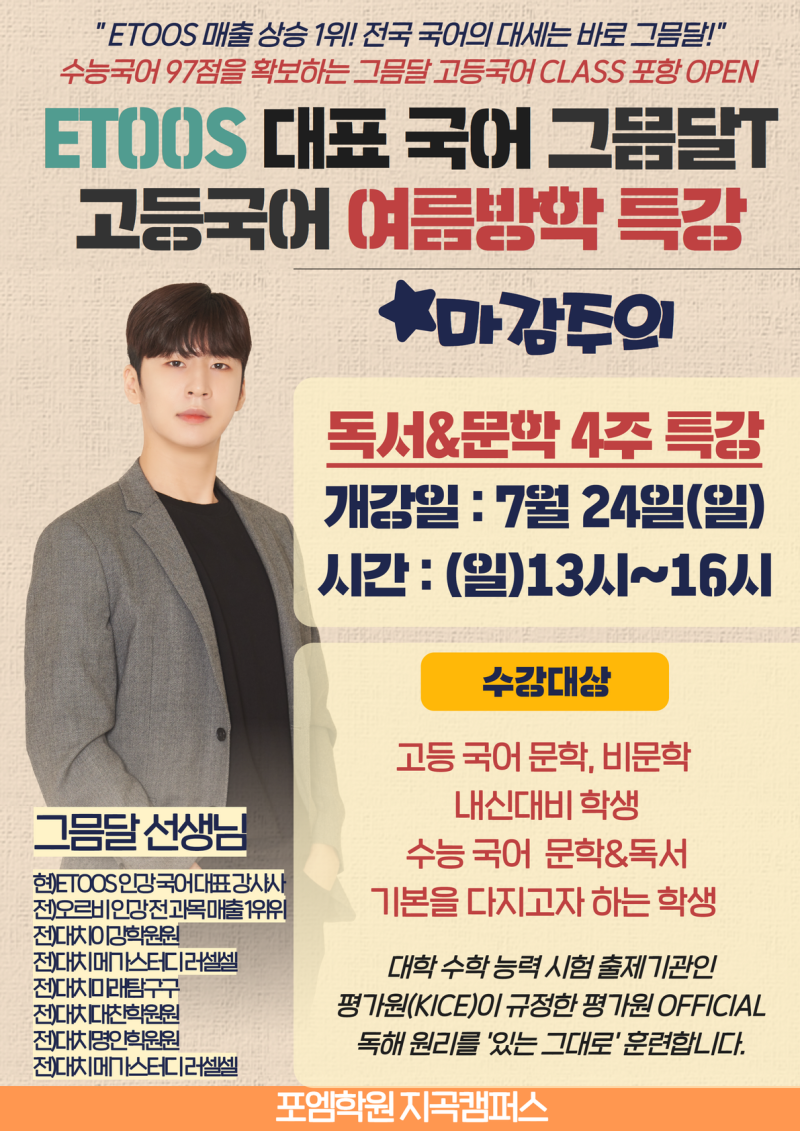 " ETOOS 매출 상승 1위! 전국 국어의 대세는 바로 그믐달!"
수능국어 97점을 확보하는 그믐달 고등국어 CLASS 포항 OPEN
ETOOS 대표 국어 그믐달T
고등국어 여름방학 특강
마감주의
독서&문학 4주 특강
개강일 : 7월 24일(일)
시간 : (일)13시~16시
수강대상
고등 국어 문학, 비문학
내신대비 학생
수능 국어 문학&독서
기본을 다지고자 하는 학생
대학 수학 능력 시험 출제기관인
평가원(KICE)이 규정한 평가원 OFFICIAL
독해 원리를 '있는 그대로' 훈련합니다.
그믐달 선생님
현)ETOOS 인강 국어 대표 강사
전)오르비 인강 전 과목 매출 1위
전)대치이강학원
전)대치 메가스터디 러셀
전)대치미래탐구
전)대치대찬학원
전)대치명인학원
전)대치 메가스터디 러셀
포엠학원 지곡캠퍼스